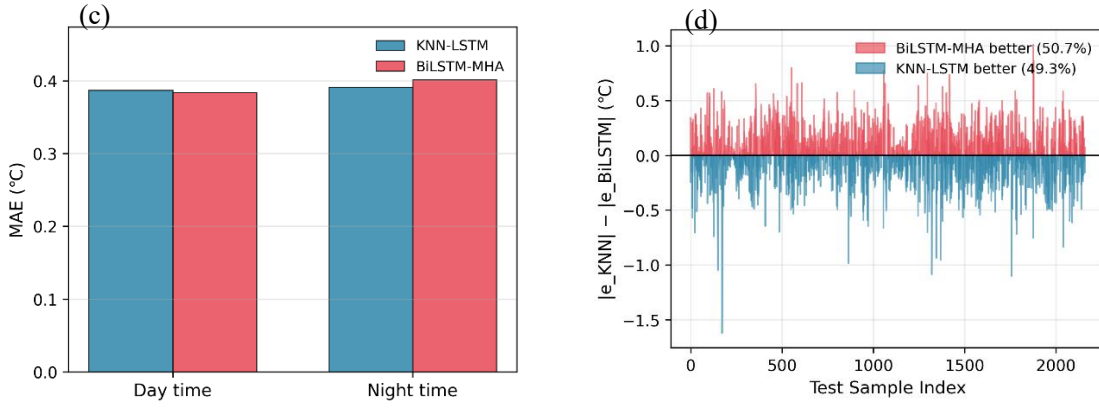 (c)
KNN-LSTM
BiLSTM-MHA
MAE (°C)
0.4
0.3
0.2
0.1
0.0
Day time
Night time
(d)
BiLSTM-MHA better (50.7%)
KNN-LSTM better (49.3%)
|e_KNN| − |e_BiLSTM| (°C)
1.0
0.5
0.0
−0.5
−1.0
−1.5
0
500
1000
1500
2000
Test Sample Index